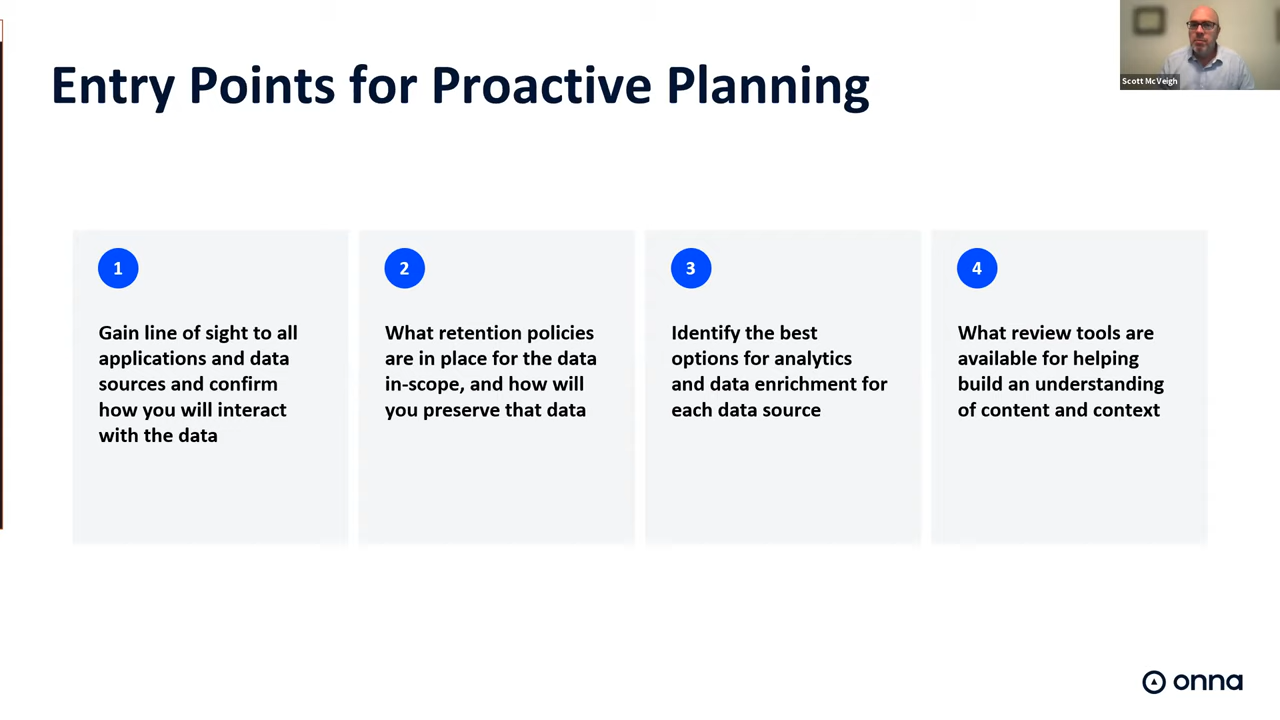 Entry Points for Proactive Planning
Scott McVeigh
1
Gain line of sight to all
applications and data
sources and confirm
how you will interact
with the data
2
What retention policies
are in place for the data
in-scope, and how will
you preserve that data
3
Identify the best
options for analytics
and data enrichment for
each data source
4
What review tools are
available for helping
build an understanding
of content and context
onna